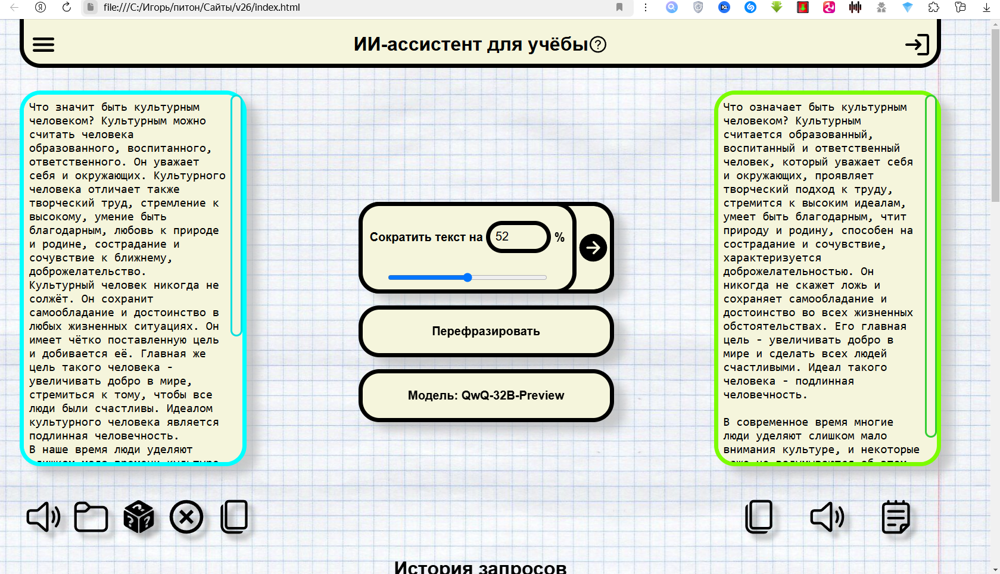 file:///C:/Игорь/питон/Сайты/v26/index.html
ИИ-ассистент для учёбы?
Что значит быть культурным
человеком? Культурным можно
считать человека
образованного, воспитанного,
ответственного. Он уважает
себя и окружающих. Культурного
человека отличает также
творческий труд, стремление к
высокому, умение быть
благодарным, любовь к природе
и родине, сострадание и
сочувствие к ближнему,
доброжелательство.
Культурный человек никогда не
солжёт. Он сохранит
самообладание и достоинство в
любых жизненных ситуациях. Он
имеет чётко поставленную цель
и добивается её. Главная же
цель такого человека -
увеличивать добро в мире,
стремиться к тому, чтобы все
люди были счастливы. Идеалом
культурного человека является
подлинная человечность.
В наше время люди уделяют
слишком мало времени культуре.
Сократить текст на 52 %
Перефразировать
Модель: QwQ-32B-Preview
Что означает быть культурным
человеком? Культурным
считается образованный,
воспитанный и ответственный
человек, который уважает себя
и окружающих, проявляет
творческий подход к труду,
стремится к высоким идеалам,
умеет быть благодарным, чтит
природу и родину, способен на
сострадание и сочувствие,
характеризуется
доброжелательностью. Он
никогда не скажет ложь и
сохраняет самообладание и
достоинство во всех жизненных
обстоятельствах. Его главная
цель - увеличивать добро в
мире и сделать всех людей
счастливыми. Идеал такого
человека - подлинная
человечность.
В современное время многие
люди уделяют слишком мало
внимания культуре, и некоторые
даже не задумываются об этом
История запросов